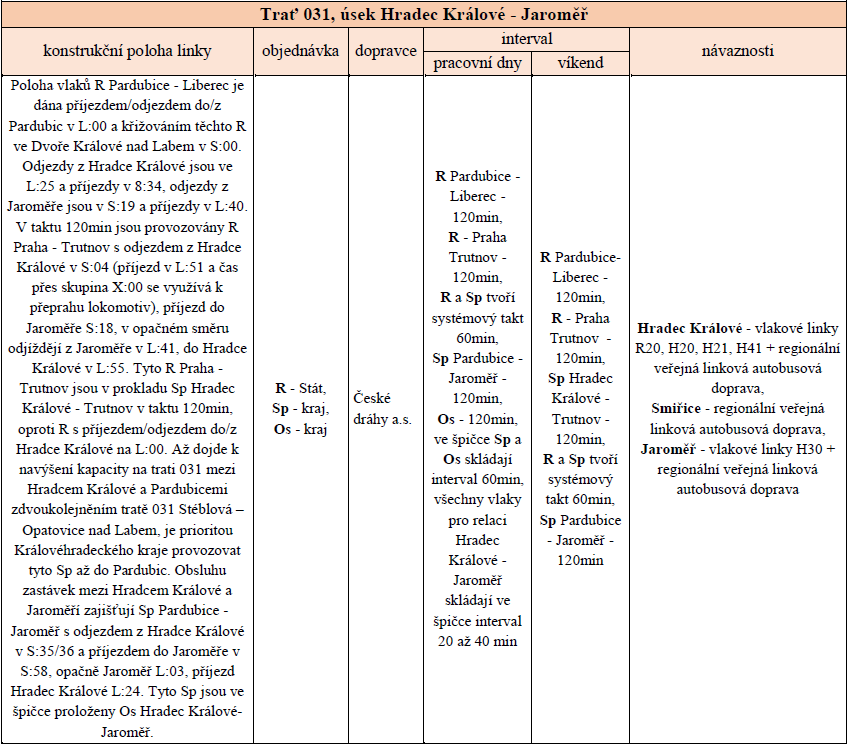 Trať 031, úsek Hradec Králové - Jaroměř
konstrukční poloha linky
objednávka
dopravce
interval
pracovní dny
víkend
návaznosti
Poloha vlaků R Pardubice - Liberec je
dána příjezdem/odjezdem do/z
Pardubic v L:00 a křižováním těchto R
ve Dvoře Králové nad Labem v S:00.
Odjezdy z Hradce Králové jsou ve
L:25 a příjezdy v 8:34, odjezdy z
Jaroměře jsou v S:19 a příjezdy v L:40.
V taktu 120min jsou provozovány R
Praha - Trutnov s odjezdem z Hradce
Králové v S:04 (příjezd v L:51 a čas
přes skupina X:00 se využívá k
přeprahu lokomotiv), příjezd do
Jaroměře S:18, v opačném směru
odjíždějí z Jaroměře v L:41, do Hradce
Králové v L:55. Tyto R Praha -
Trutnov jsou v prokladu Sp Hradec
Králové - Trutnov v taktu 120min,
oproti R s příjezdem/odjezdem do/z
Hradce Králové na L:00. Až dojde k
navýšení kapacity na trati 031 mezi
Hradcem Králové a Pardubicemi
zdvoukolejněním tratě 031 Stéblová –
Opatovice nad Labem, je prioritou
Královéhradeckého kraje provozovat
tyto Sp až do Pardubic. Obsluhu
zastávek mezi Hradcem Králové a
Jaroměří zajišťují Sp Pardubice -
Jaroměř s odjezdem z Hradce Králové
v S:35/36 a příjezdem do Jaroměře v
S:58, opačně Jaroměř L:03, příjezd
Hradec Králové L:24. Tyto Sp jsou ve
špičce proloženy Os Hradec Králové-
Jaroměř.
R - Stát,
Sp - kraj,
Os - kraj
České
dráhy a.s.
R Pardubice -
Liberec -
120min,
R - Praha
Trutnov -
120min,
R a Sp tvoří
systémový takt
60min,
Sp Pardubice -
Jaroměř -
120min,
Os - 120min,
ve špičce Sp a
Os skládají
interval 60min,
všechny vlaky
pro relaci
Hradec
Králové -
Jaroměř
skládají ve
špičce interval
20 až 40 min
R Pardubice-
Liberec -
120min,
R - Praha
Trutnov -
120min,
Sp Hradec
Králové -
Trutnov -
120min,
R a Sp tvoří
systémový
takt 60min,
Sp Pardubice
- Jaroměř -
120min
Hradec Králové - vlakové linky
R20, H20, H21, H41 + regionální
veřejná linková autobusová
doprava,
Smiřice - regionální veřejná
linková autobusová doprava,
Jaroměř - vlakové linky H30 +
regionální veřejná linková
autobusová doprava